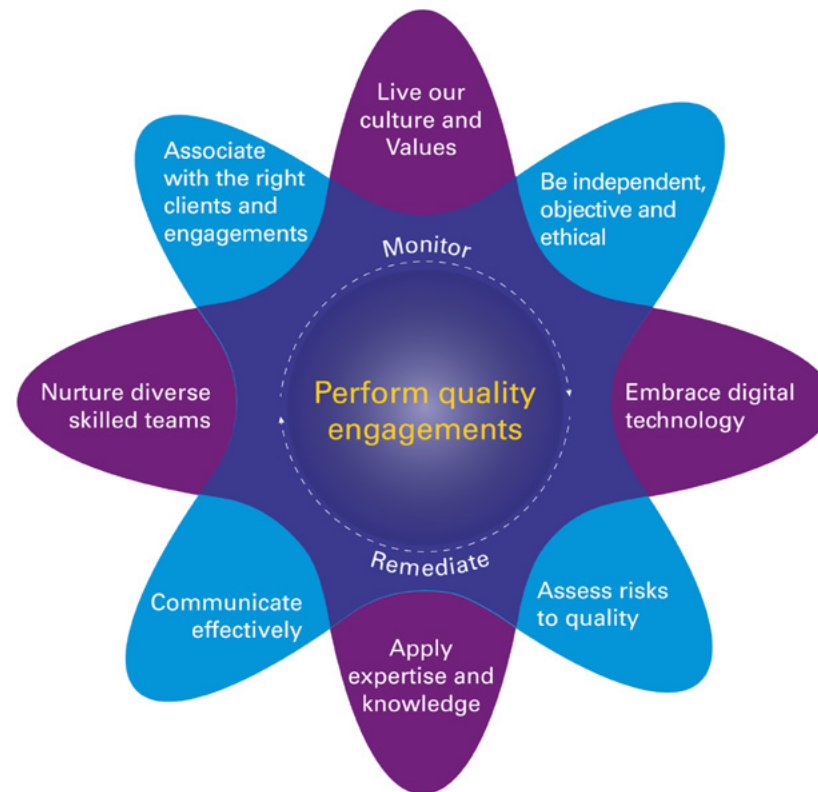 Live our
culture and
Values
Be independent,
objective and
ethical
Embrace digital
technology
Assess risks
to quality
Apply
expertise and
knowledge
Communicate
effectively
Nurture diverse
skilled teams
Associate
with the right
clients and
engagements
Monitor
Perform quality
engagements
Remediate